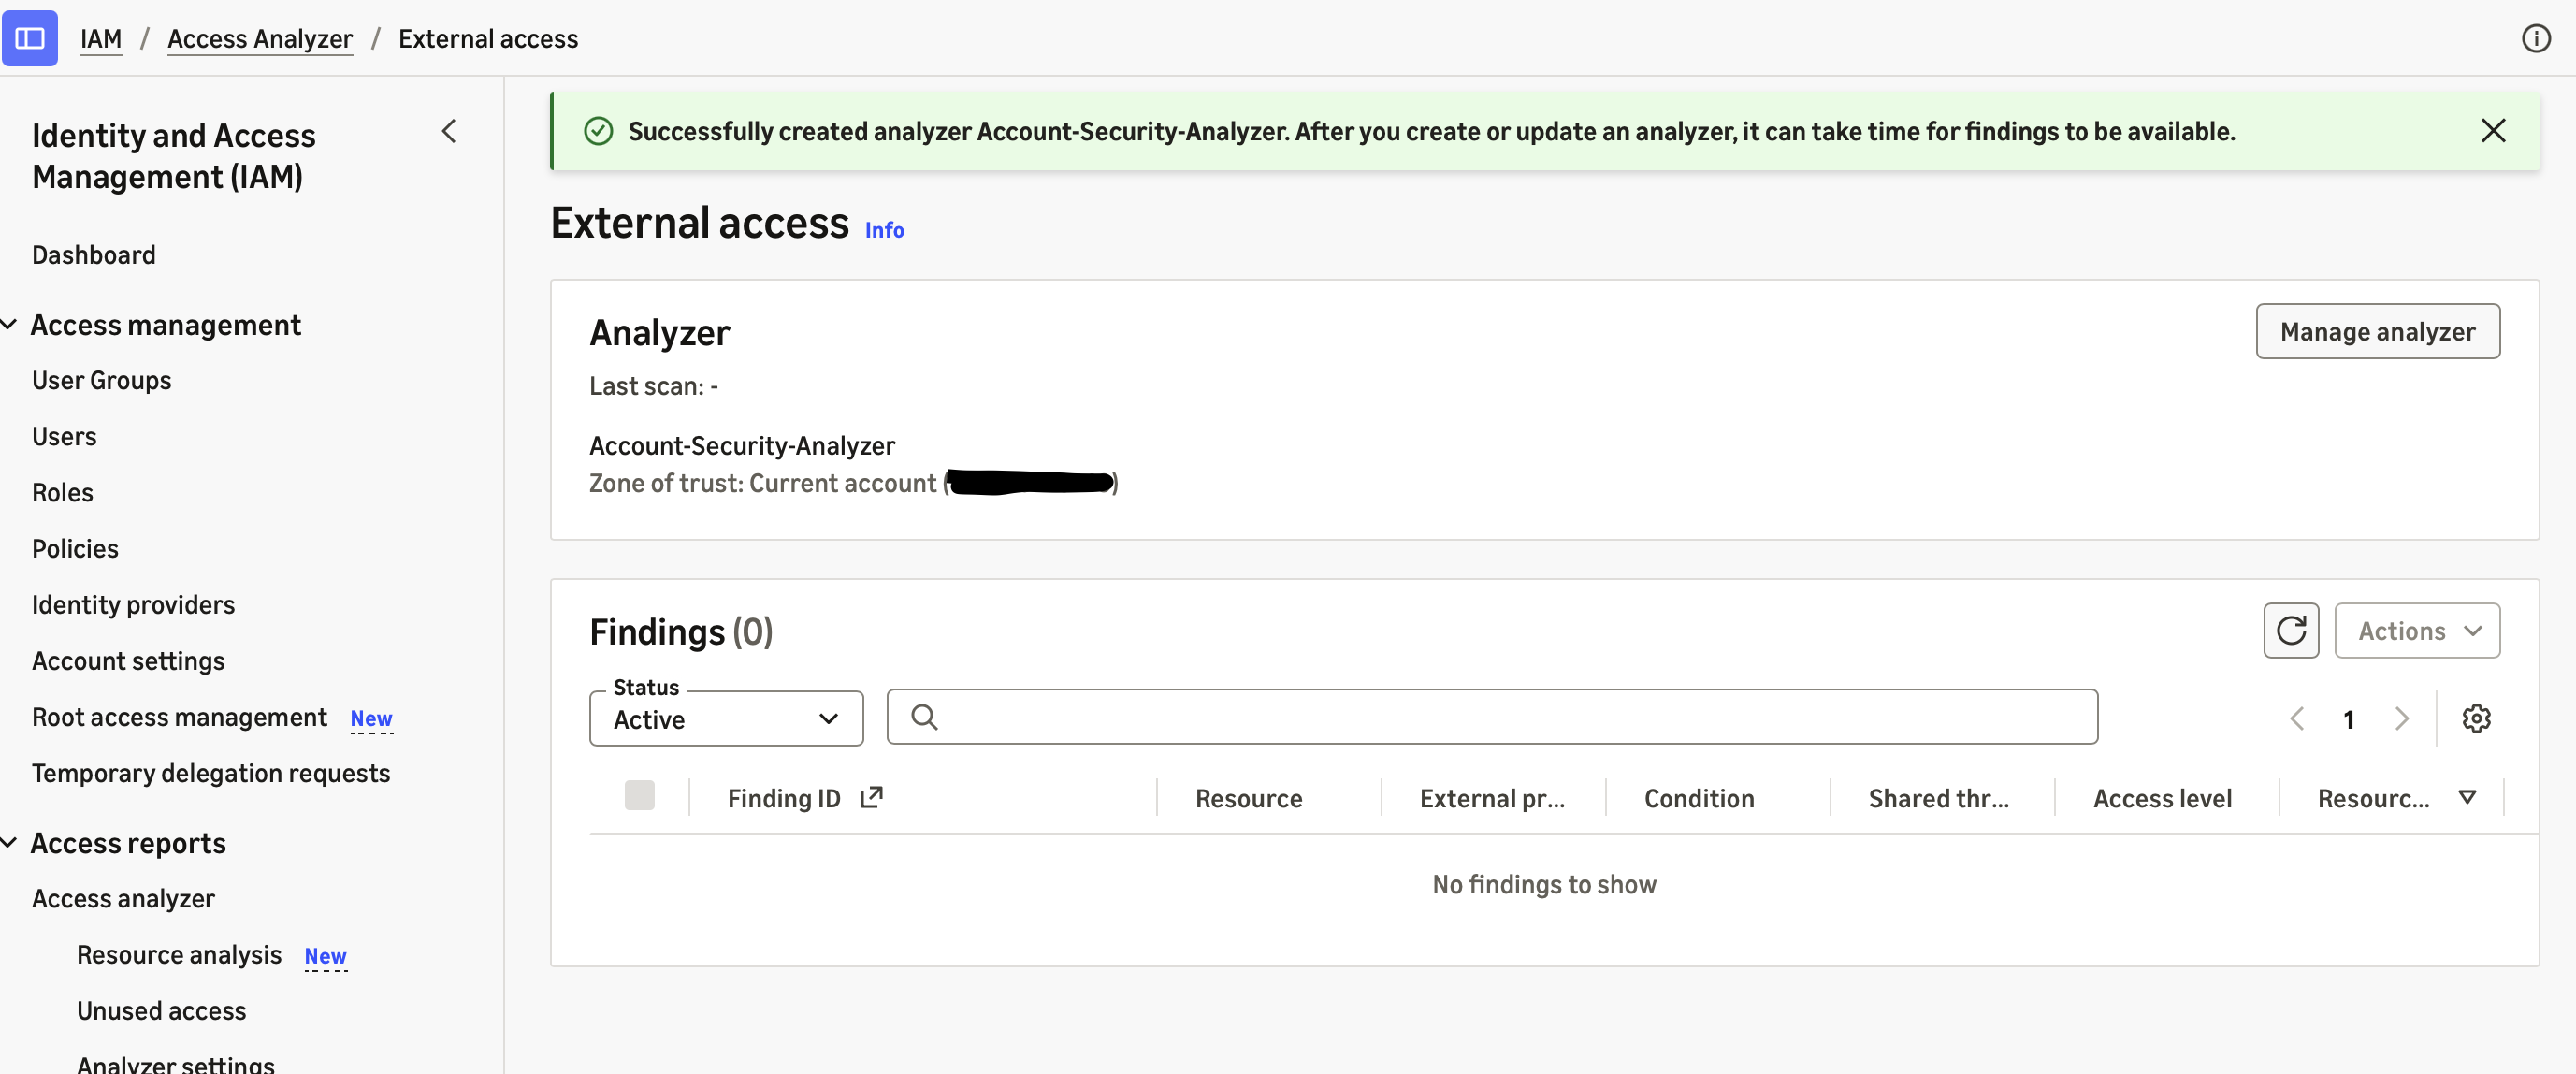 IAM / Access Analyzer / External access
Identity and Access
Management (IAM)
Dashboard
Access management
User Groups
Users
Roles
Policies
Identity providers
Account settings
Root access management New
Temporary delegation requests
Access reports
Access analyzer
Resource analysis New
Unused access
Analyzer settings
Successfully created analyzer Account-Security-Analyzer. After you create or update an analyzer, it can take time for findings to be available.
External access Info
Analyzer
Manage analyzer
Last scan: -
Account-Security-Analyzer
Zone of trust: Current account ( )
Findings (0)
Actions
Status
Active
1
Finding ID
Resource
External pr...
Condition
Shared thr...
Access level
Resourc...
No findings to show